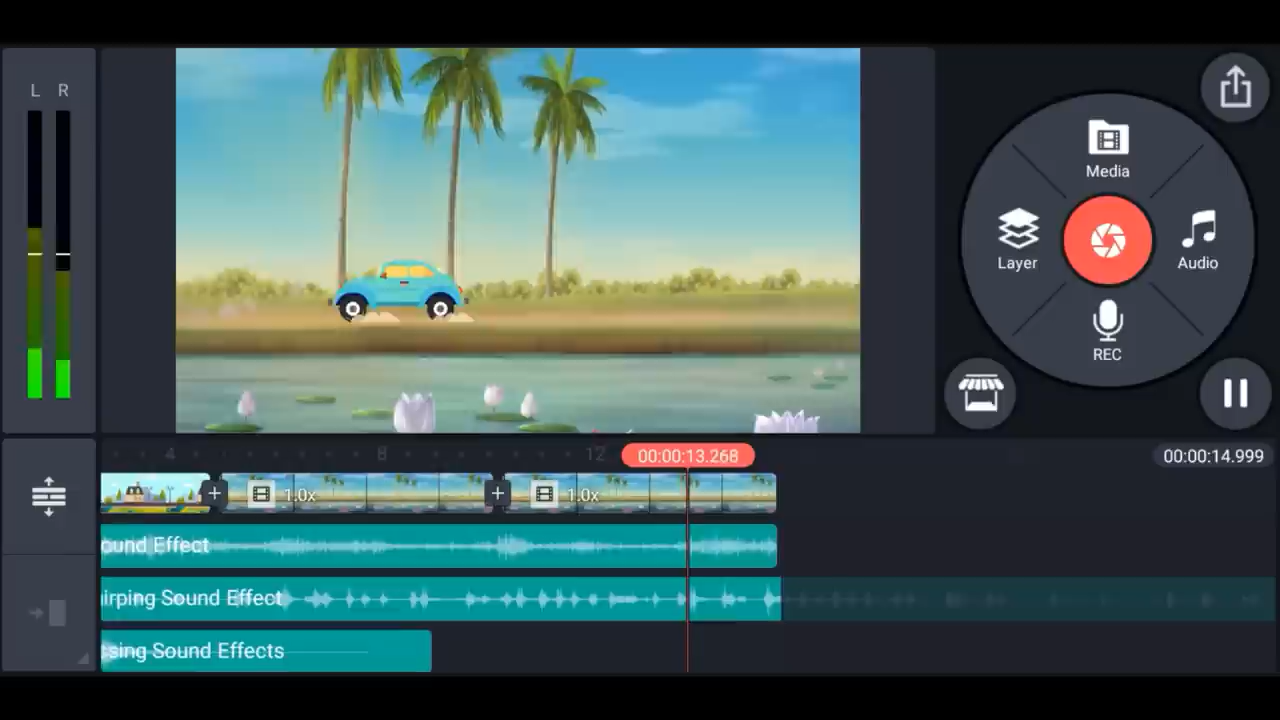 L R
Media
Layer
Audio
REC
4 8 12
00:00:13.268
00:00:14.999
1.0x
1.0x
ound Effect
irping Sound Effect
sing Sound Effects